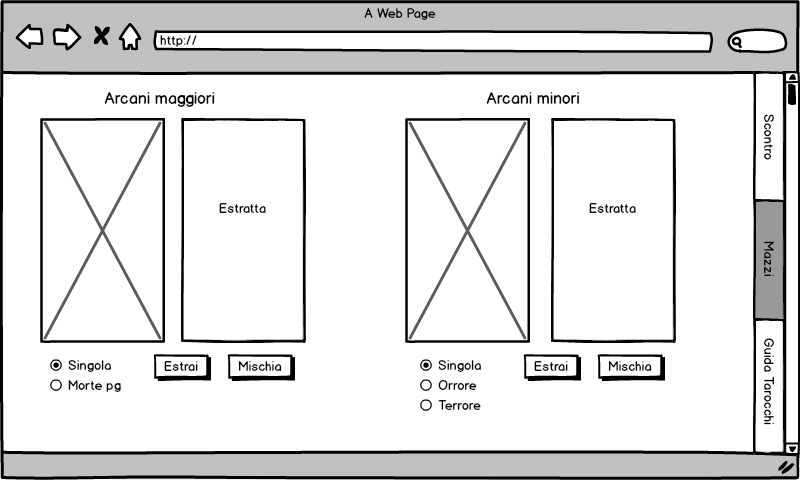 A Web Page
http://
Arcani maggiori
Estratta
Singola
Morte pg
Estrai
Mischia
Arcani minori
Estratta
Singola
Orrore
Terrore
Estrai
Mischia
Scontro
Mazzi
Guida Tarocchi